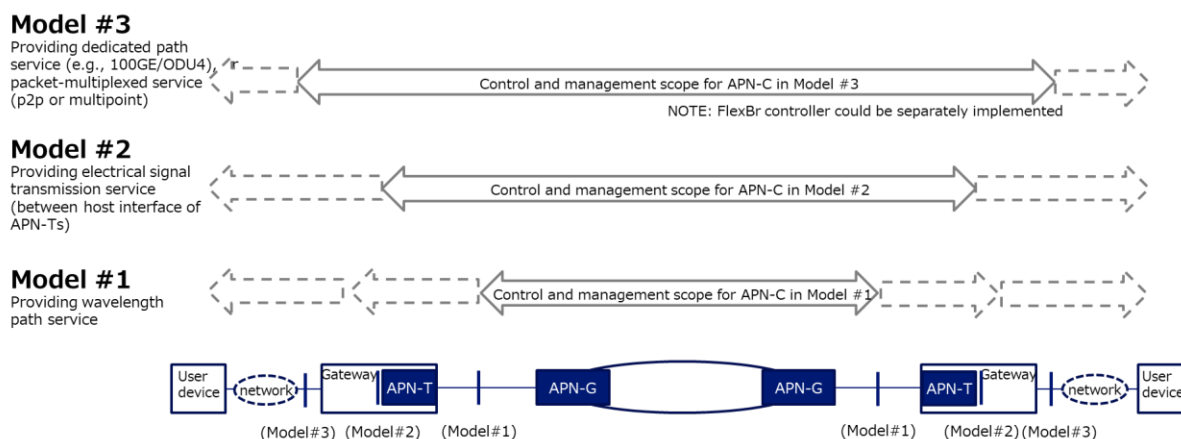 Model #3
Providing dedicated path
service (e.g., 100GE/ODU4), r
packet-multiplexed service
(p2p or multipoint)
Control and management scope for APN-C in Model #3
NOTE: FlexBr controller could be separately implemented
Model #2
Providing electrical signal
transmission service
(between host interface of
APN-Ts)
Control and management scope for APN-C in Model #2
Model #1
Providing wavelength
path service
Control and management scope for APN-C in Model #1
User
device
network
Gateway
APN-T
APN-G
APN-G
APN-T
Gateway
network
User
device
(Model#3)
(Model#2)
(Model#1)
(Model#1)
(Model#2)
(Model#3)